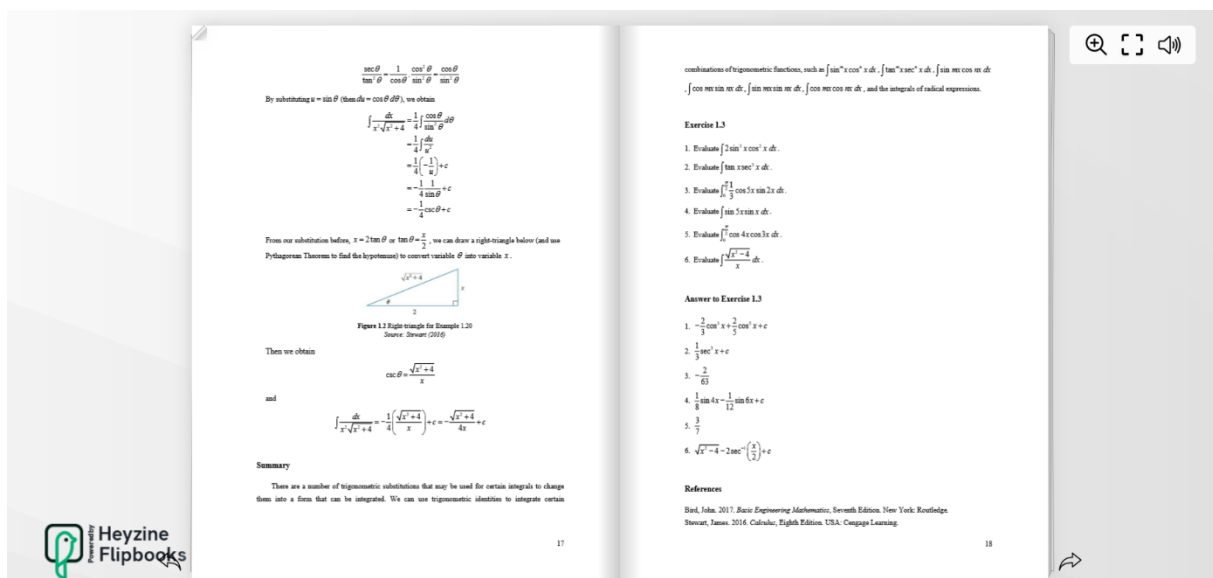 secθ/tan²θ = 1/cosθ · cos²θ/sin²θ = cosθ/sin²θ
By substituting u = sin θ (then du = cos θ dθ), we obtain
∫ dx/(x²√(x²+4)) = 1/4 ∫ cosθ/sin²θ dθ
= 1/4 ∫ du/u²
= 1/4 (−1/u) + c
= −1/4 1/sinθ + c
= −1/4 csc θ + c
From our substitution before, x = 2 tan θ or tan θ = x/2, we can draw a right-triangle below (and use
Pythagorean Theorem to find the hypotenuse) to convert variable θ into variable x.
√(x²+4)
x
θ
2
Figure 1.2 Right-triangle for Example 1.20
Source: Stewart (2016)
Then we obtain
csc θ = √(x²+4)/x
and
∫ dx/(x²√(x²+4)) = −1/4 (√(x²+4)/x) + c = −√(x²+4)/4x + c
Summary
There are a number of trigonometric substitutions that may be used for certain integrals to change
them into a form that can be integrated. We can use trigonometric identities to integrate certain
17
combinations of trigonometric functions, such as ∫ sinᵐ x cosⁿ x dx, ∫ tanᵐ x secⁿ x dx, ∫ sin mx cos nx dx
, ∫ cos mx sin nx dx, ∫ sin mx sin nx dx, ∫ cos mx cos nx dx, and the integrals of radical expressions.
Exercise 1.3
1. Evaluate ∫ 2 sin³ x cos² x dx.
2. Evaluate ∫ tan x sec³ x dx.
3. Evaluate ∫₀^(π/2) 1/3 cos 5x sin 2x dx.
4. Evaluate ∫ sin 5x sin x dx.
5. Evaluate ∫₀^(π/2) cos 4x cos 3x dx.
6. Evaluate ∫ √(x²−4)/x dx.
Answer to Exercise 1.3
1. −2/3 cos³ x + 2/5 cos⁵ x + c
2. 1/3 sec³ x + c
3. −2/63
4. 1/8 sin 4x − 1/12 sin 6x + c
5. 3/7
6. √(x²−4) − 2 sec⁻¹(x/2) + c
References
Bird, John. 2017. Basic Engineering Mathematics, Seventh Edition. New York: Routledge.
Stewart, James. 2016. Calculus, Eighth Edition. USA: Cengage Learning.
18
Powered by
Heyzine
Flipbooks